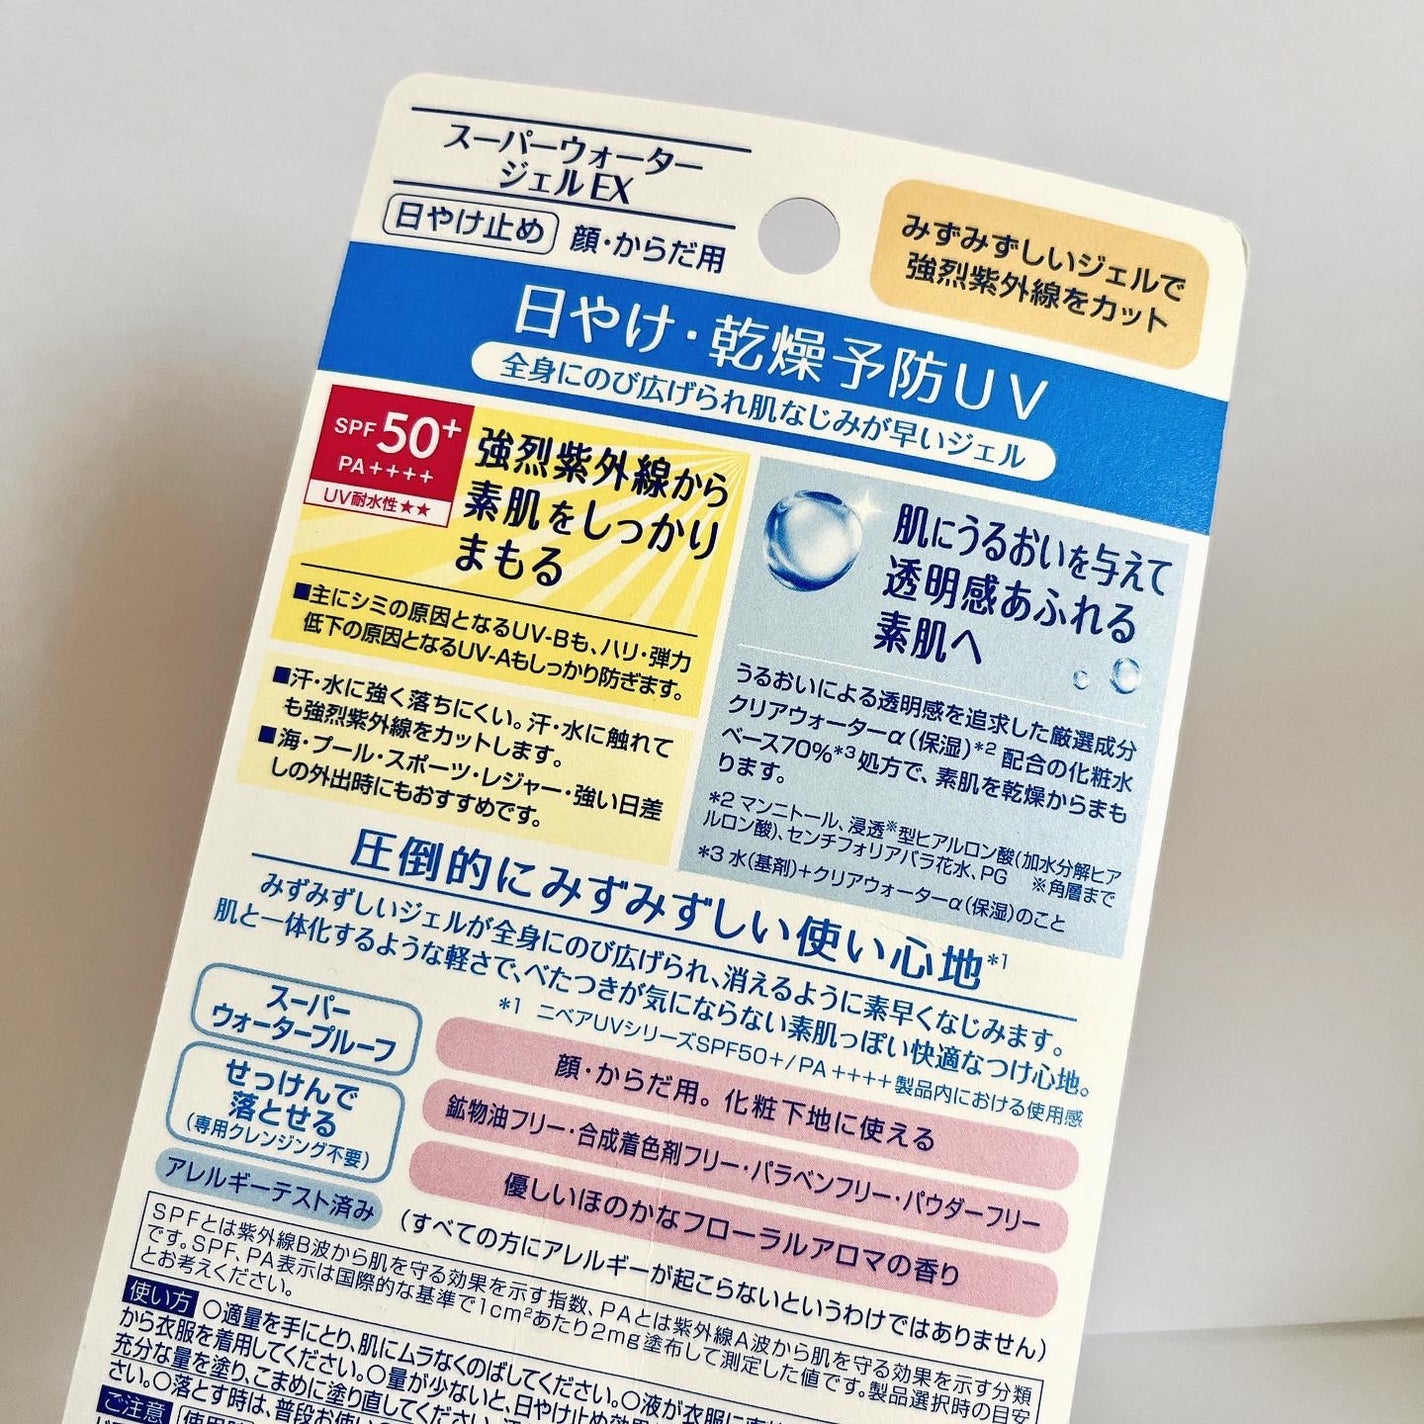 スーパーウォーター
ジェルEX
日やけ止め 顔・からだ用
みずみずしいジェルで
強烈紫外線をカット
日やけ・乾燥予防UV
全身にのび広げられ肌なじみが早いジェル
SPF50+
PA++++
UV耐水性★★
強烈紫外線から
素肌をしっかり
まもる
■主にシミの原因となるUV-Bも、ハリ・弾力
低下の原因となるUV-Aもしっかり防ぎます。
■汗・水に強く落ちにくい。汗・水に触れて
も強烈紫外線をカットします。
■海・プール・スポーツ・レジャー・強い日差
しの外出時にもおすすめです。
肌にうるおいを与えて
透明感あふれる
素肌へ
うるおいによる透明感を追求した厳選成分
クリアウォーターα(保湿)*2 配合の化粧水
ベース70%*3処方で、素肌を乾燥からまも
ります。
*2 マンニトール、浸透※型ヒアルロン酸(加水分解ヒア
ルロン酸)、センチフォリアバラ花水、PG ※角層まで
*3 水(基剤)+クリアウォーターα(保湿)のこと
圧倒的にみずみずしい使い心地*1
みずみずしいジェルが全身にのび広げられ、消えるように素早くなじみます。
肌と一体化するような軽さで、べたつきが気にならない素肌っぽい快適なつけ心地。
*1 ニベアUVシリーズSPF50+/PA++++製品内における使用感
スーパー
ウォータープルーフ
せっけんで
落とせる
(専用クレンジング不要)
アレルギーテスト済み
顔・からだ用。化粧下地に使える
鉱物油フリー・合成着色剤フリー・パラベンフリー・パウダーフリー
優しいほのかなフローラルアロマの香り
(すべての方にアレルギーが起こらないというわけではありません)
SPFとは紫外線B波から肌を守る効果を示す指数、PAとは紫外線A波から肌を守る効果を示す分類
です。SPF、PA表示は国際的な基準で1cm²あたり2mg塗布して測定した値です。製品選択時の目安
とお考えください。
使い方 ○適量を手にとり、肌にムラなくのばしてください。○液が衣服に
から衣服を着用してください。○量が少ないと、日やけ止め効果
充分な量を塗り、こまめに塗り直してください。
さい。○落とす時は、普段お使いの
ご注意